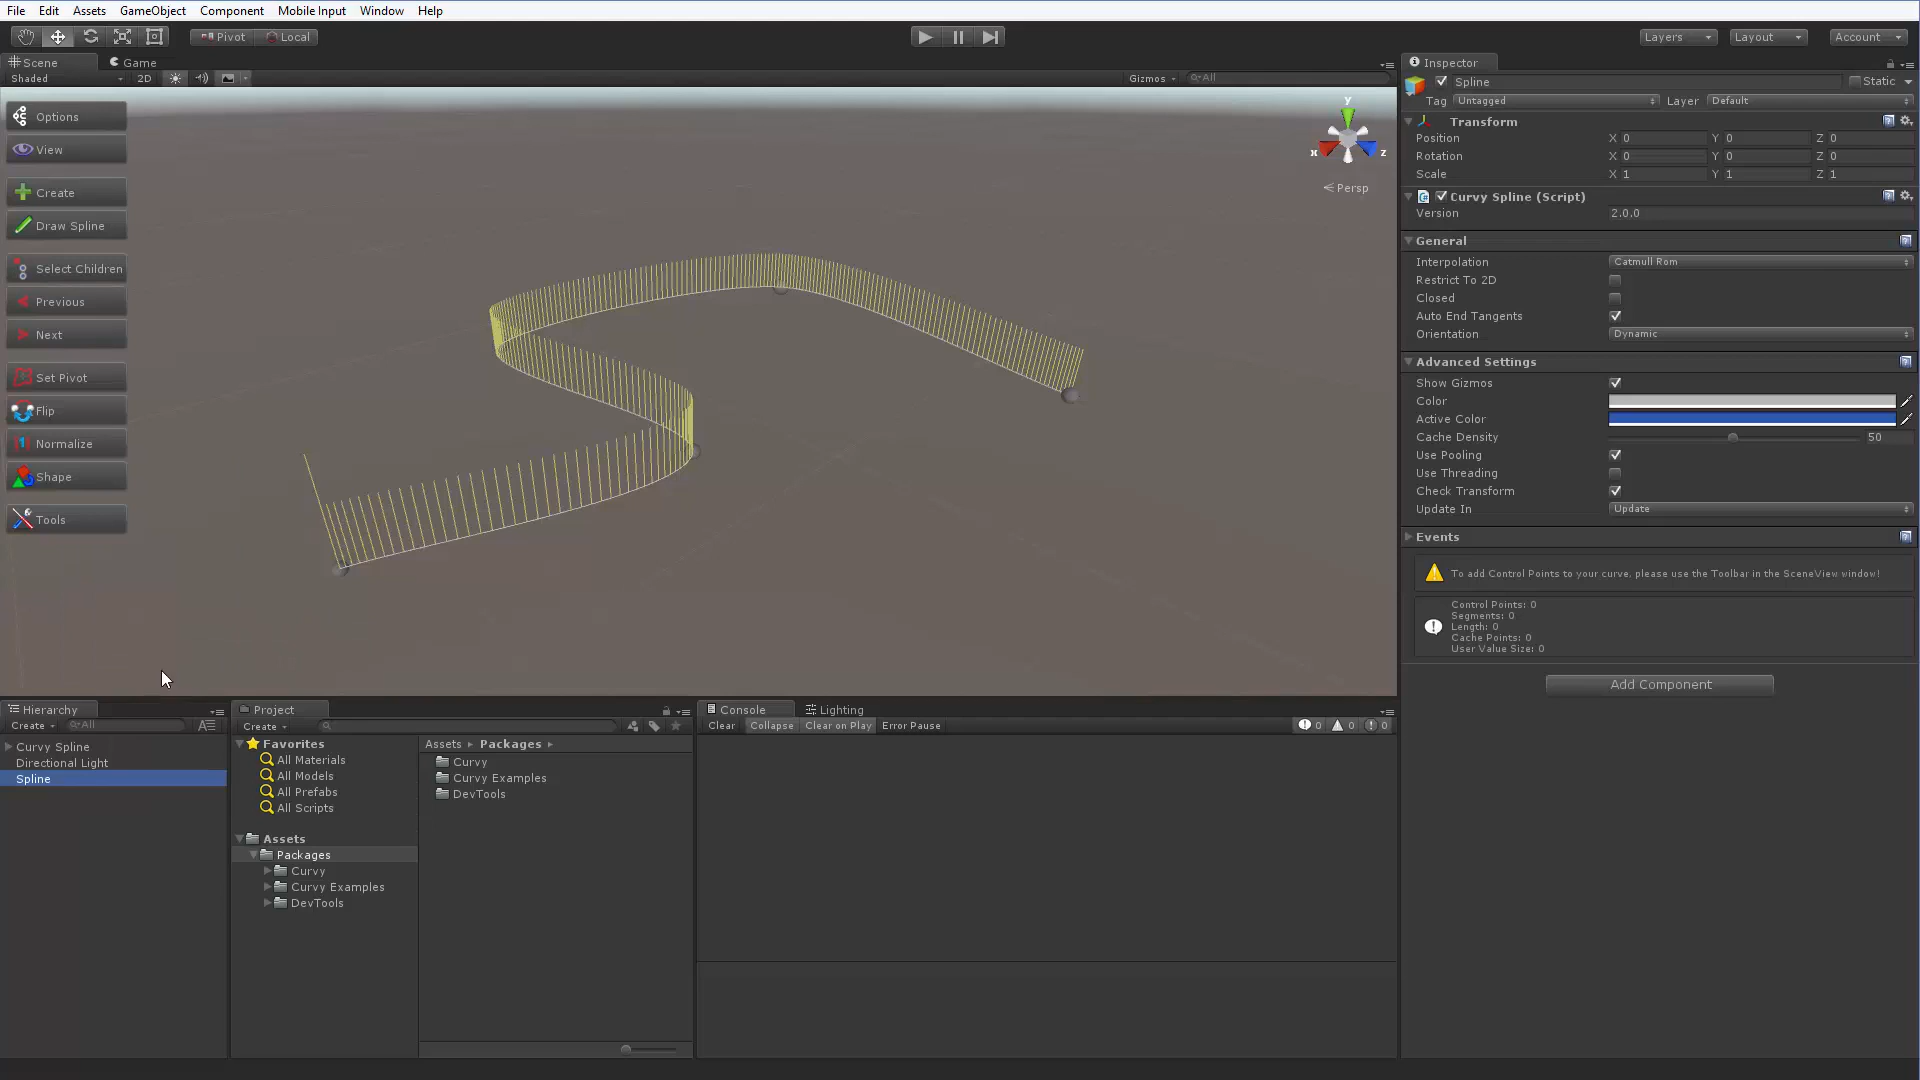 File Edit Assets GameObject Component Mobile Input Window Help
Pivot Local Layers Layout Account
Scene Game
Shaded 2D Gizmos All
Options
View
Create
Draw Spline
Select Children
Previous
Next
Set Pivot
Flip
Normalize
Shape
Tools
y
x z
Persp
Inspector
Spline Static
Tag Untagged Layer Default
Transform
Position X 0 Y 0 Z 0
Rotation X 0 Y 0 Z 0
Scale X 1 Y 1 Z 1
Curvy Spline (Script)
Version 2.0.0
General
Interpolation Catmull Rom
Restrict To 2D
Closed
Auto End Tangents
Orientation Dynamic
Advanced Settings
Show Gizmos
Color
Active Color
Cache Density 50
Use Pooling
Use Threading
Check Transform
Update In Update
Events
To add Control Points to your curve, please use the Toolbar in the SceneView window!
Control Points: 0
Segments: 0
Length: 0
Cache Points: 0
User Value Size: 0
Add Component
Hierarchy
Create All
Curvy Spline
Directional Light
Spline
Project
Create
Favorites
All Materials
All Models
All Prefabs
All Scripts
Assets
Packages
Curvy
Curvy Examples
DevTools
Assets Packages
Curvy
Curvy Examples
DevTools
Console Lighting
Clear Collapse Clear on Play Error Pause 0 0 0